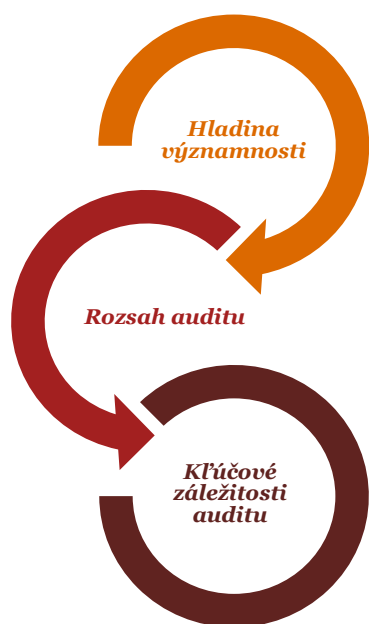 Hladina
významnosti
Rozsah auditu
Kľúčové
záležitosti
auditu